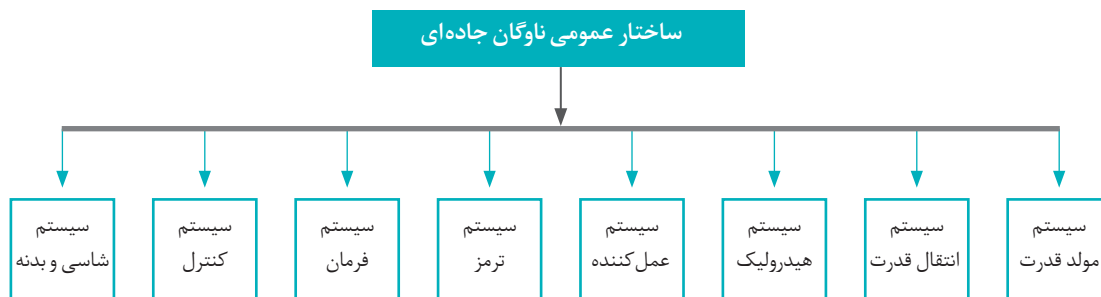 ساختار عمومی ناوگان جاده‌ای
سیستم
مولد قدرت
سیستم
انتقال قدرت
سیستم
هیدرولیک
سیستم
عمل‌کننده
سیستم
ترمز
سیستم
فرمان
سیستم
کنترل
سیستم
شاسی و بدنه